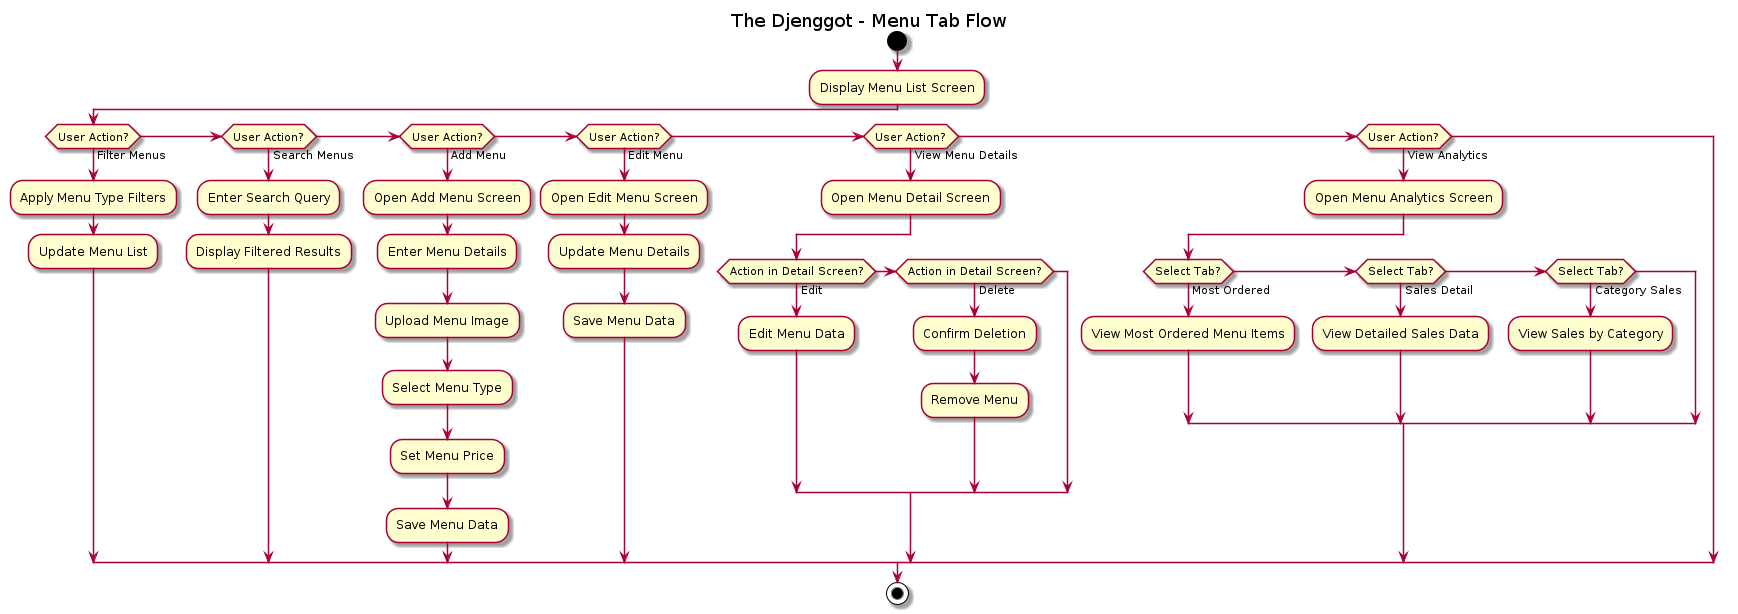 The Djenggot - Menu Tab Flow
Display Menu List Screen
User Action?
Filter Menus
Apply Menu Type Filters
Update Menu List
User Action?
Search Menus
Enter Search Query
Display Filtered Results
User Action?
Add Menu
Open Add Menu Screen
Enter Menu Details
Upload Menu Image
Select Menu Type
Set Menu Price
Save Menu Data
User Action?
Edit Menu
Open Edit Menu Screen
Update Menu Details
Save Menu Data
User Action?
View Menu Details
Open Menu Detail Screen
Action in Detail Screen?
Edit
Edit Menu Data
Action in Detail Screen?
Delete
Confirm Deletion
Remove Menu
User Action?
View Analytics
Open Menu Analytics Screen
Select Tab?
Most Ordered
View Most Ordered Menu Items
Select Tab?
Sales Detail
View Detailed Sales Data
Select Tab?
Category Sales
View Sales by Category